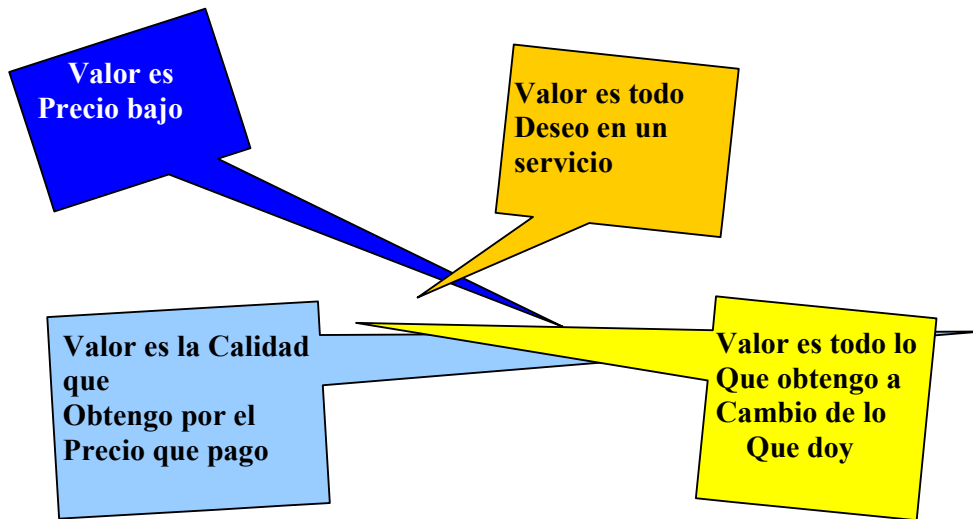 Valor es
Precio bajo
Valor es todo
Deseo en un
servicio
Valor es la Calidad
que
Obtengo por el
Precio que pago
Valor es todo lo
Que obtengo a
Cambio de lo
Que doy